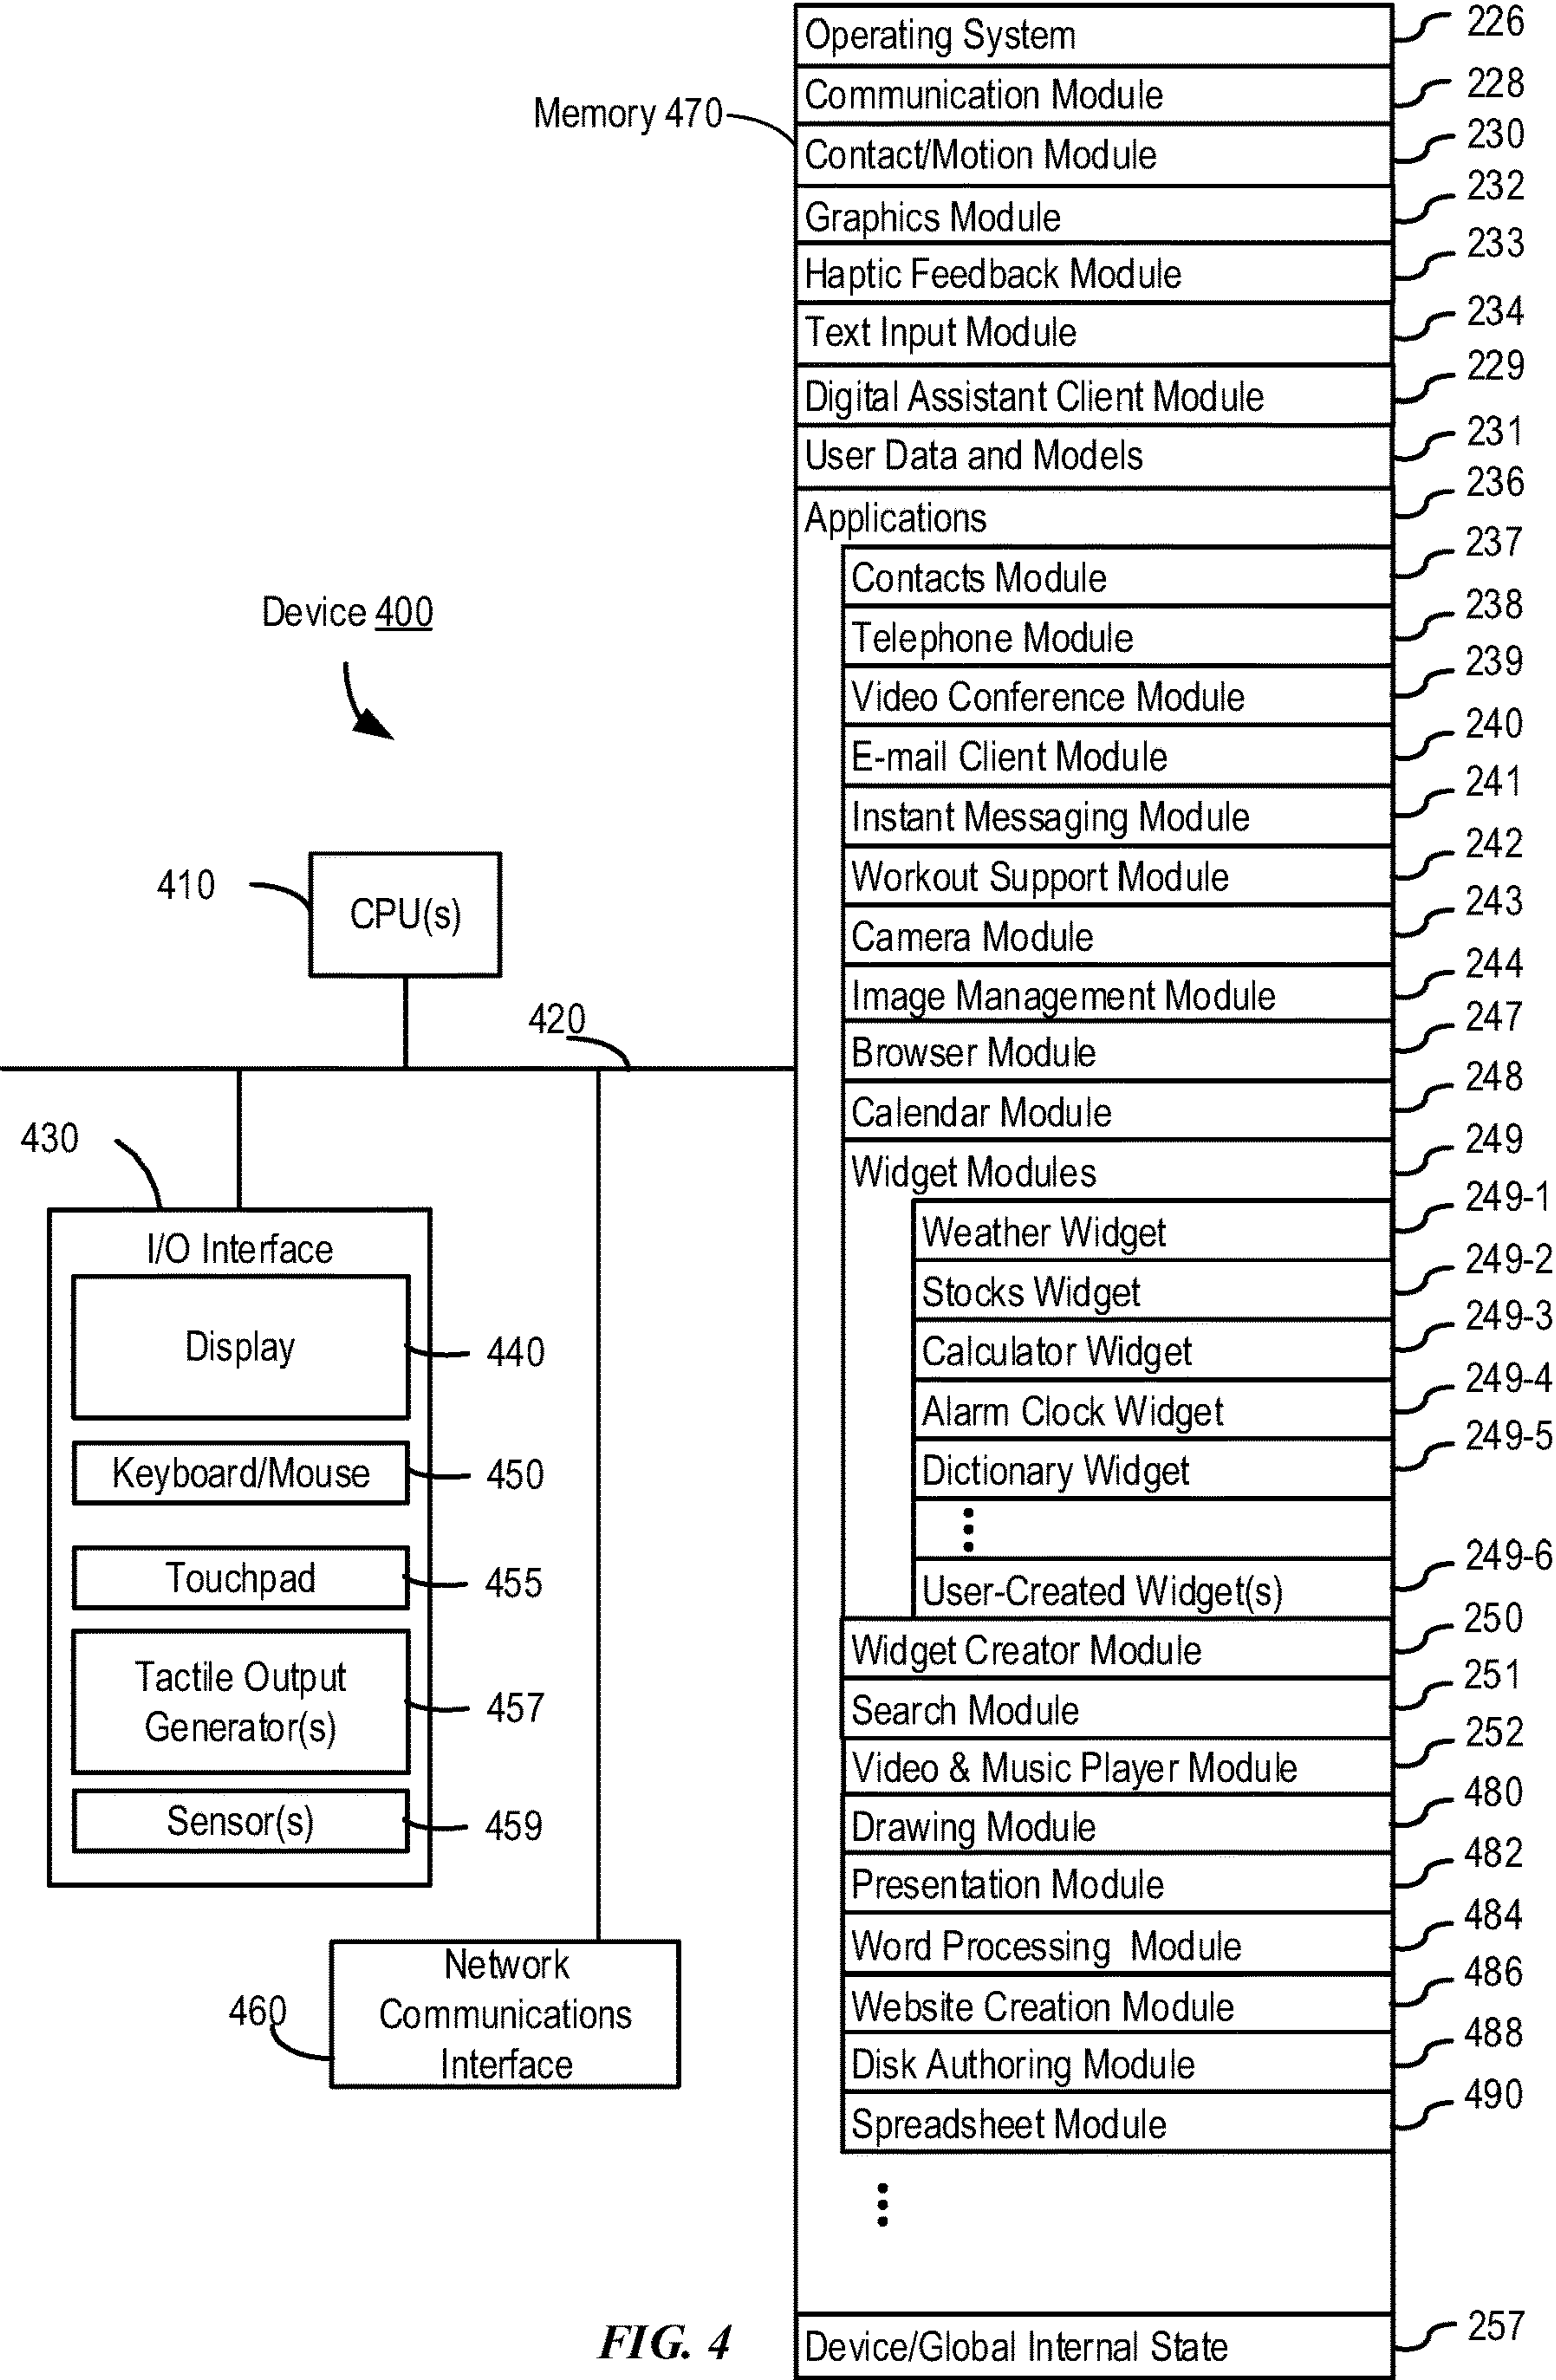 Operating System 226
Communication Module 228
Memory 470
Contact/Motion Module 230
Graphics Module 232
Haptic Feedback Module 233
Text Input Module 234
Digital Assistant Client Module 229
User Data and Models 231
Applications 236
Contacts Module 237
Device 400
Telephone Module 238
Video Conference Module 239
E-mail Client Module 240
Instant Messaging Module 241
Workout Support Module 242
410
CPU(s)
Camera Module 243
Image Management Module 244
420
Browser Module 247
Calendar Module 248
430
Widget Modules 249
I/O Interface
Weather Widget 249-1
Stocks Widget 249-2
Display 440
Calculator Widget 249-3
Alarm Clock Widget 249-4
Keyboard/Mouse 450
Dictionary Widget 249-5
Touchpad 455
User-Created Widget(s) 249-6
Widget Creator Module 250
Tactile Output
Generator(s) 457
Search Module 251
Video & Music Player Module 252
Sensor(s) 459
Drawing Module 480
Presentation Module 482
Network
Communications
Interface
460
Word Processing  Module 484
Website Creation Module 486
Disk Authoring Module 488
Spreadsheet Module 490
FIG. 4
Device/Global Internal State 257